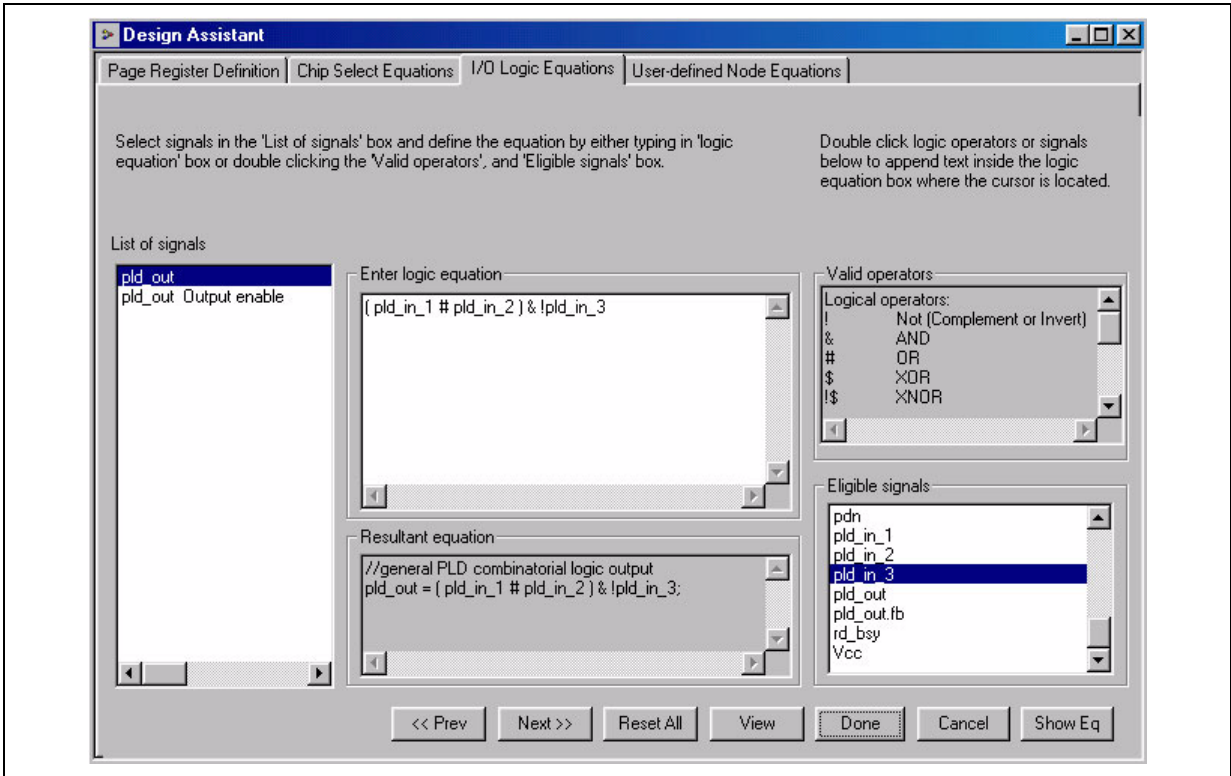 Design Assistant
Page Register Definition
Chip Select Equations
I/O Logic Equations
User-defined Node Equations
Select signals in the 'List of signals' box and define the equation by either typing in 'logic
equation' box or double clicking the 'Valid operators', and 'Eligible signals' box.
Double click logic operators or signals
below to append text inside the logic
equation box where the cursor is located.
List of signals
pld_out
pld_out Output enable
Enter logic equation
( pld_in_1 # pld_in_2 ) & !pld_in_3
Resultant equation
//general PLD combinatorial logic output
pld_out = ( pld_in_1 # pld_in_2 ) & !pld_in_3;
Valid operators
Logical operators:
! Not (Complement or Invert)
& AND
# OR
$ XOR
!$ XNOR
Eligible signals
pdn
pld_in_1
pld_in_2
pld_in_3
pld_out
pld_out.fb
rd_bsy
Vcc
<< Prev
Next >>
Reset All
View
Done
Cancel
Show Eq